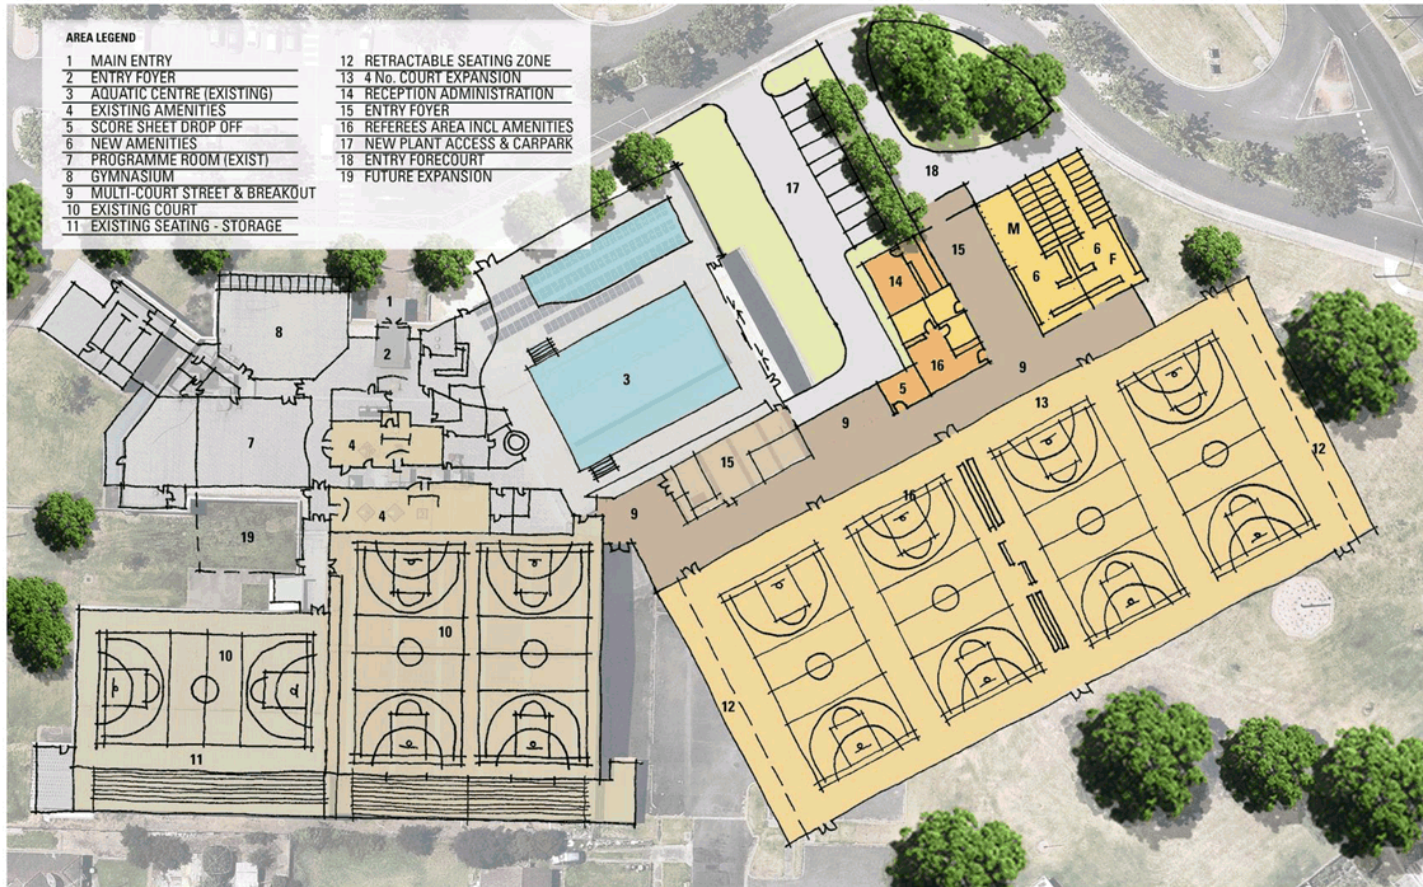 AREA LEGEND
1 MAIN ENTRY
2 ENTRY FOYER
3 AQUATIC CENTRE (EXISTING)
4 EXISTING AMENITIES
5 SCORE SHEET DROP OFF
6 NEW AMENITIES
7 PROGRAMME ROOM (EXIST)
8 GYMNASIUM
9 MULTI-COURT STREET & BREAKOUT
10 EXISTING COURT
11 EXISTING SEATING - STORAGE
12 RETRACTABLE SEATING ZONE
13 4 No. COURT EXPANSION
14 RECEPTION ADMINISTRATION
15 ENTRY FOYER
16 REFEREES AREA INCL AMENITIES
17 NEW PLANT ACCESS & CARPARK
18 ENTRY FORECOURT
19 FUTURE EXPANSION
18
17
M
15
6
F
6
14
1
8
2
16
9
3
5
13
9
7
4
15
12
16
4
9
19
10
10
12
11